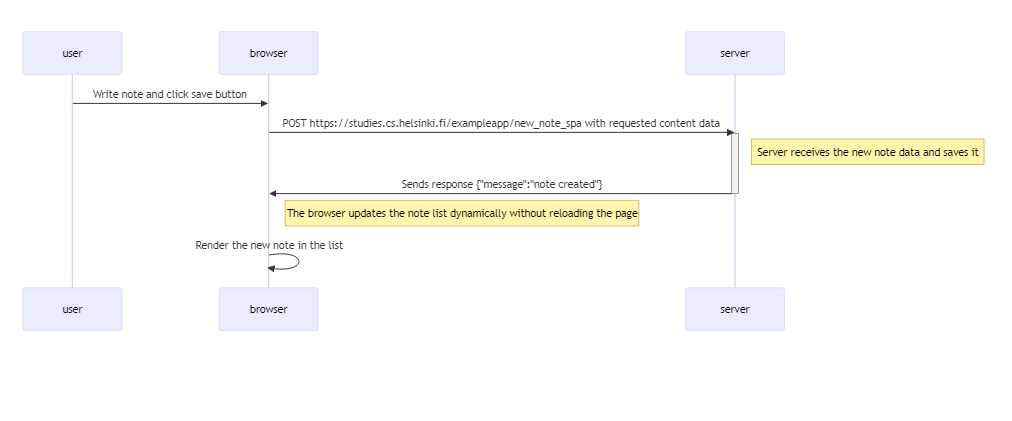 user
browser
server
Write note and click save button
POST https://studies.cs.helsinki.fi/exampleapp/new_note_spa with requested content data
Server receives the new note data and saves it
Sends response {"message":"note created"}
The browser updates the note list dynamically without reloading the page
Render the new note in the list
user
browser
server